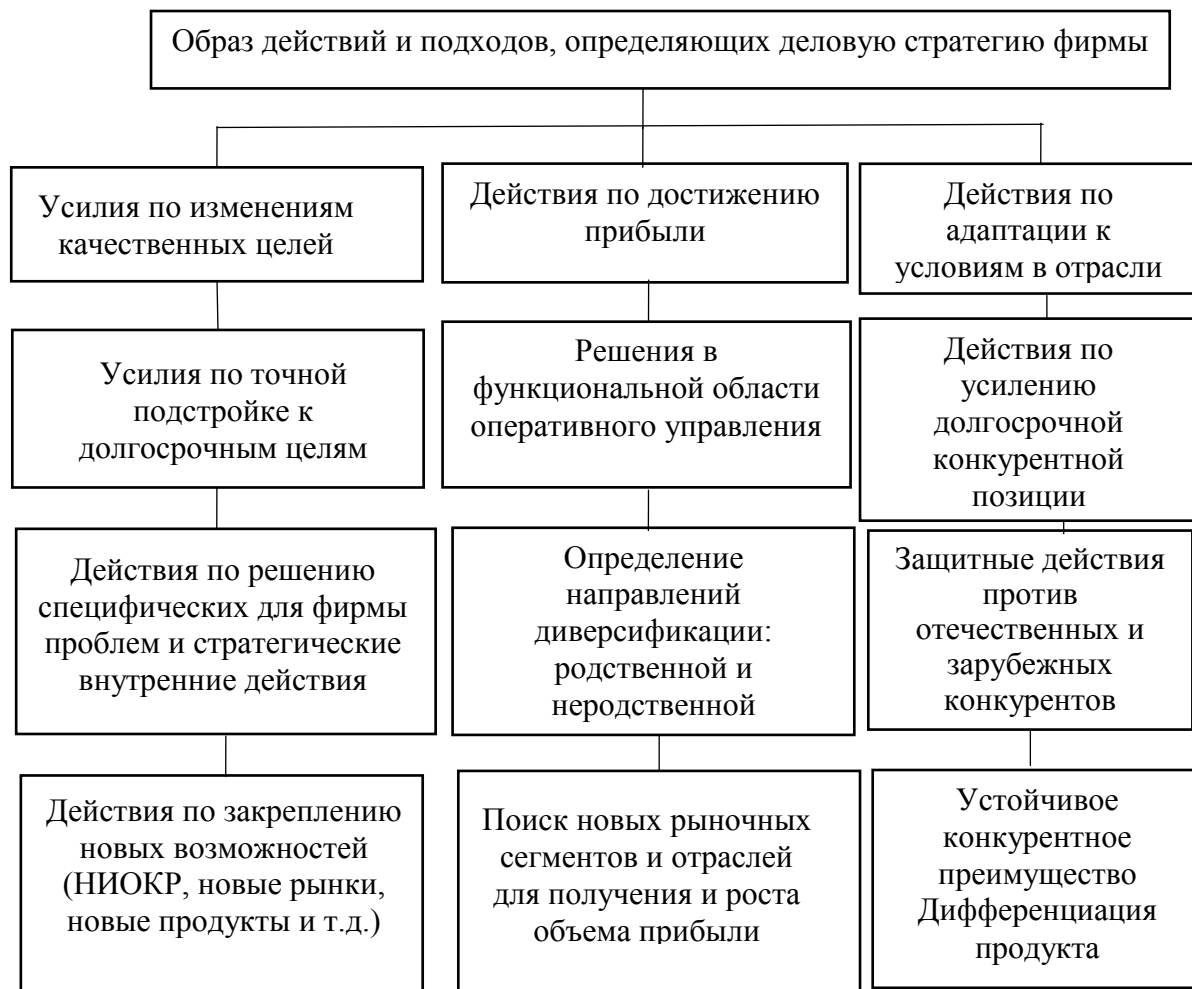 Образ действий и подходов, определяющих деловую стратегию фирмы
Усилия по изменениям
качественных целей
Действия по достижению
прибыли
Действия по
адаптации к
условиям в отрасли
Усилия по точной
подстройке к
долгосрочным целям
Решения в
функциональной области
оперативного управления
Действия по
усилению
долгосрочной
конкурентной
позиции
Действия по решению
специфических для фирмы
проблем и стратегические
внутренние действия
Определение
направлений
диверсификации:
родственной и
неродственной
Защитные действия
против
отечественных и
зарубежных
конкурентов
Действия по закреплению
новых возможностей
(НИОКР, новые рынки,
новые продукты и т.д.)
Поиск новых рыночных
сегментов и отраслей
для получения и роста
объема прибыли
Устойчивое
конкурентное
преимущество
Дифференциация
продукта